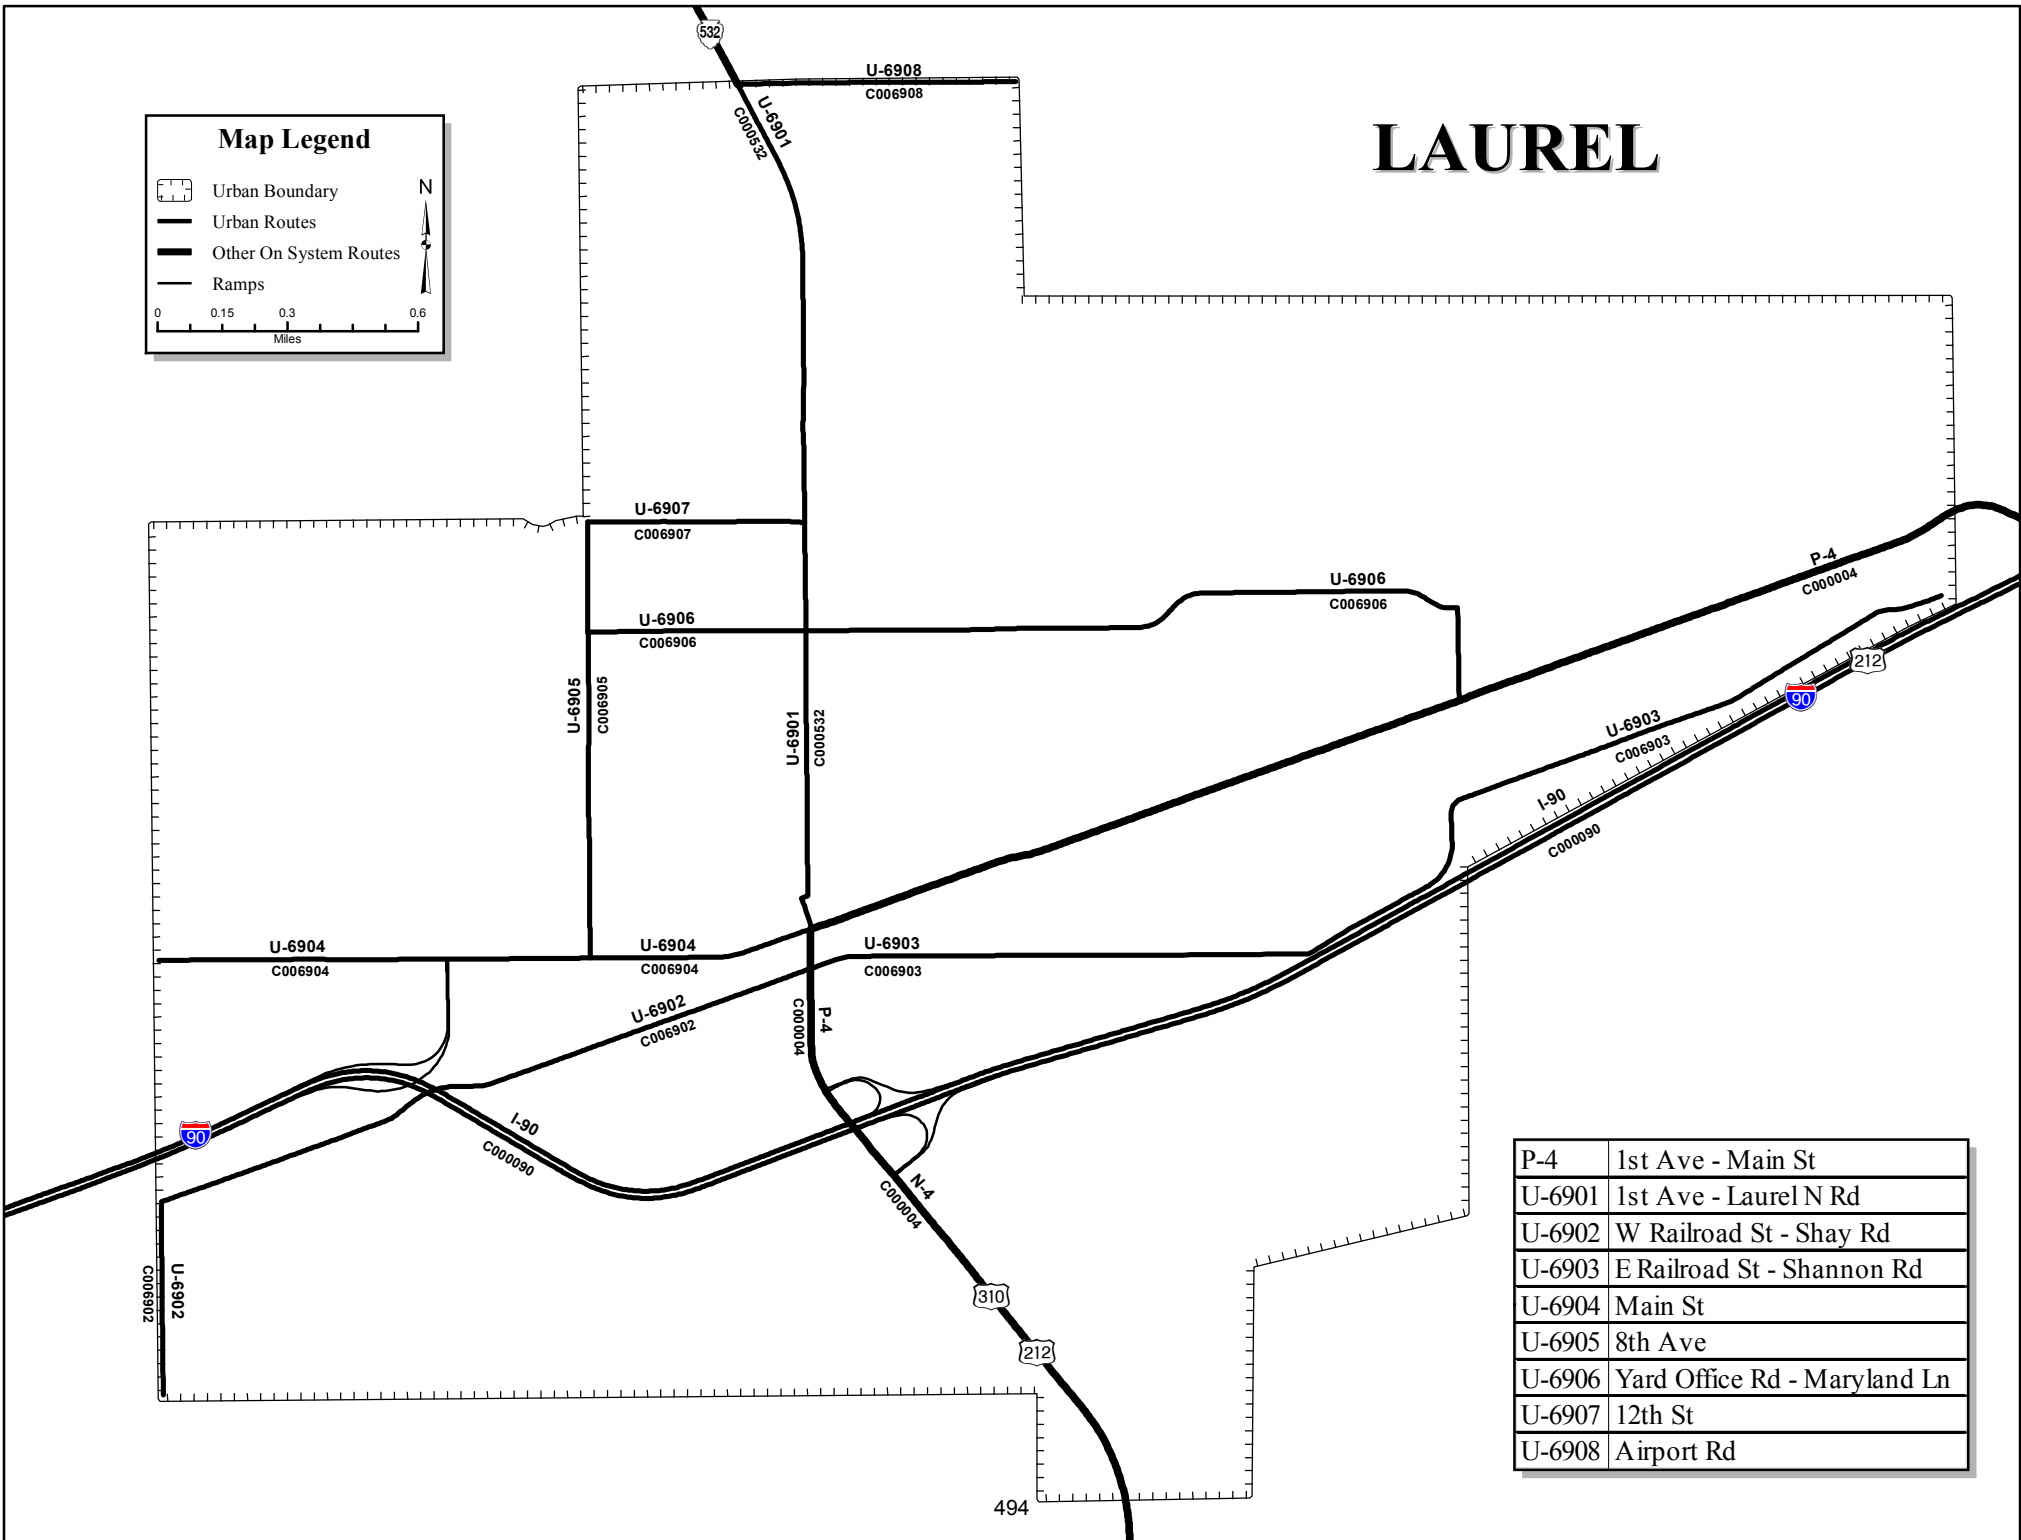 532
U-6908
C006908
U-6901
C000532
LAUREL
Map Legend
N
Urban Boundary
Urban Routes
Other On System Routes
Ramps
0 0.15 0.3 0.6
Miles
U-6907
C006907
U-6906
C006906
U-6906
C006906
P-4
C000004
U-6905
C006905
U-6901
C000532
212
90
U-6903
C006903
I-90
C000090
U-6904
C006904
U-6904
C006904
U-6903
C006903
U-6902
C006902
P-4
C000004
90
I-90
C000090
N-4
C000004
U-6902
C006902
310
212
494
P-4 1st Ave - Main St
U-6901 1st Ave - Laurel N Rd
U-6902 W Railroad St - Shay Rd
U-6903 E Railroad St - Shannon Rd
U-6904 Main St
U-6905 8th Ave
U-6906 Yard Office Rd - Maryland Ln
U-6907 12th St
U-6908 Airport Rd